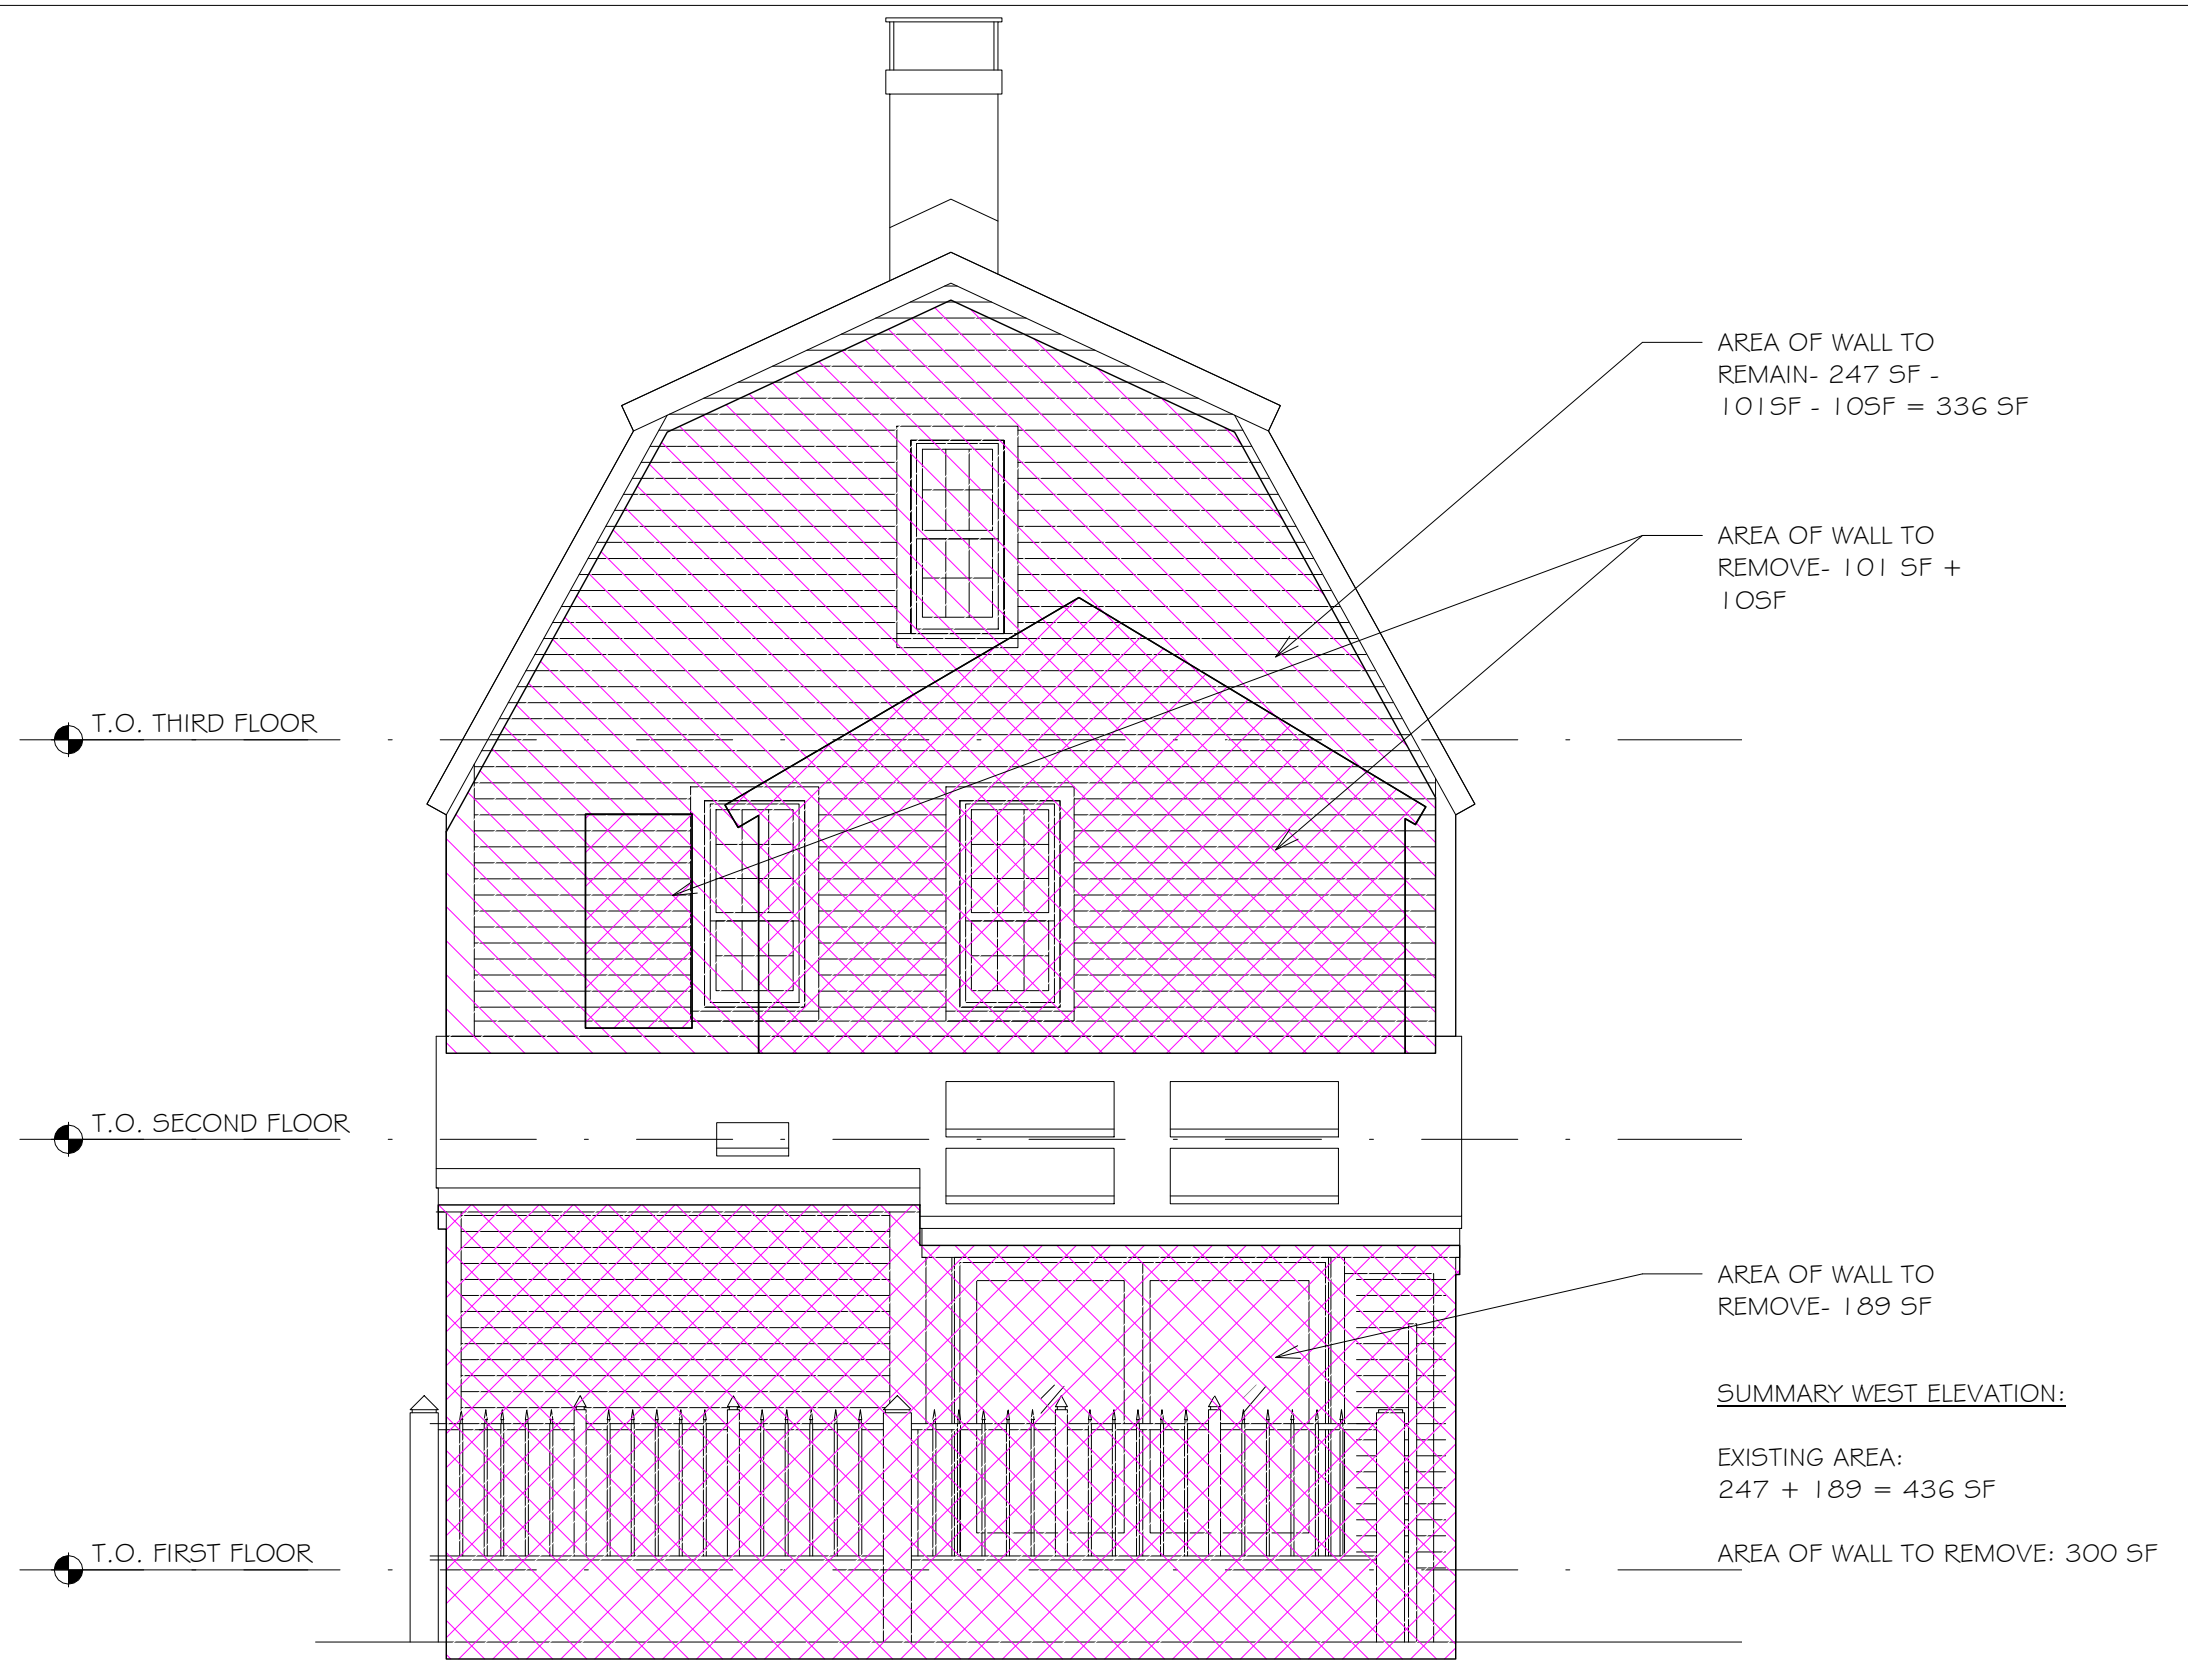 AREA OF WALL TO
REMAIN- 247 SF -
101SF - 10SF = 336 SF
AREA OF WALL TO
REMOVE- 101 SF +
10SF
T.O. THIRD FLOOR
T.O. SECOND FLOOR
AREA OF WALL TO
REMOVE- 189 SF
SUMMARY WEST ELEVATION:
EXISTING AREA:
247 + 189 = 436 SF
T.O. FIRST FLOOR
AREA OF WALL TO REMOVE: 300 SF